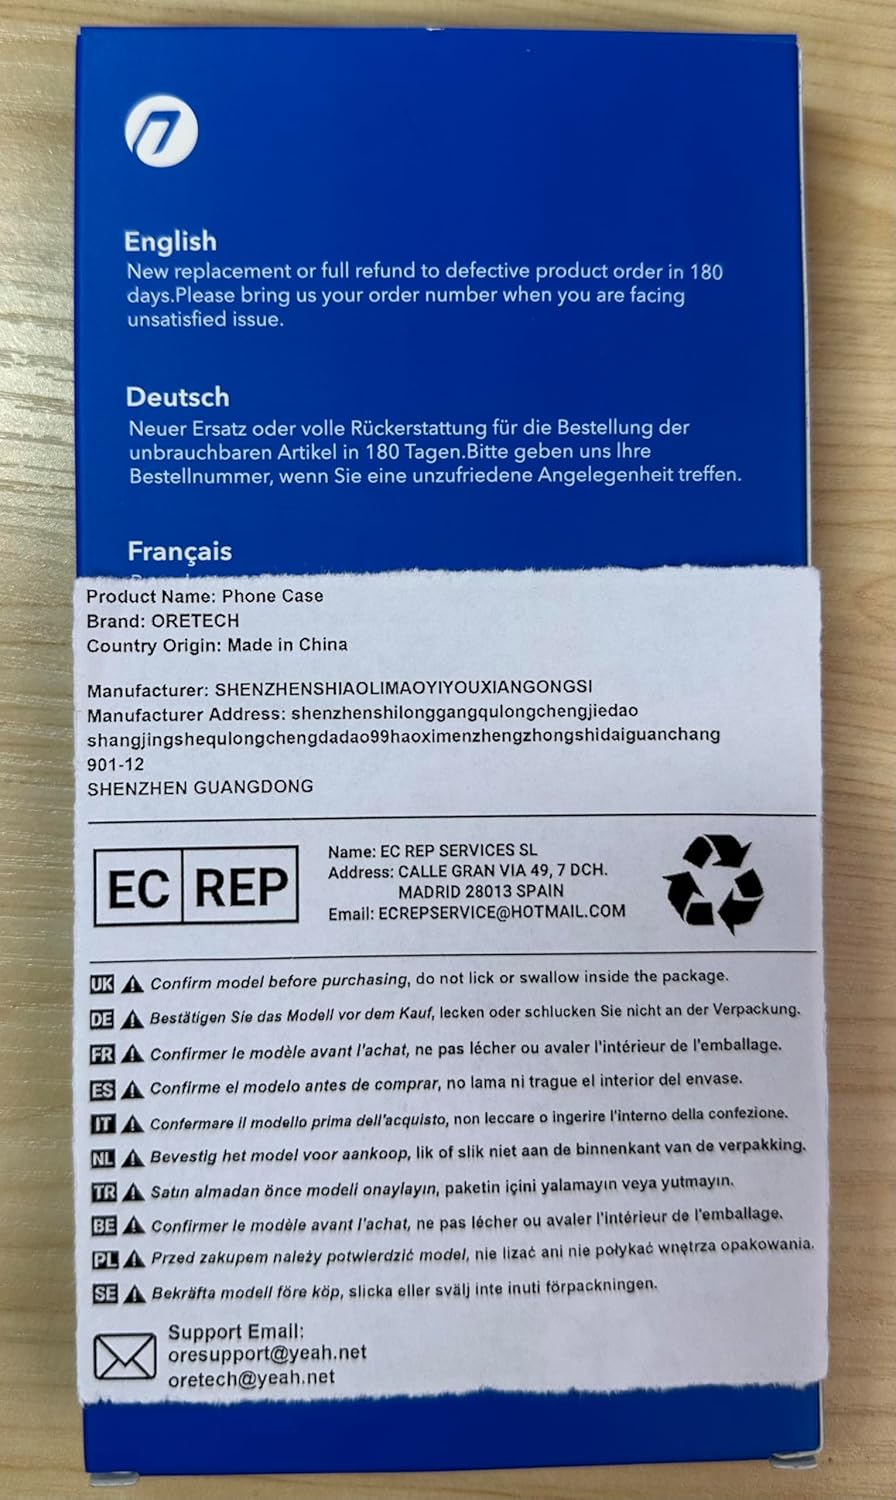 English
New replacement or full refund to defective product order in 180
days.Please bring us your order number when you are facing
unsatisfied issue.
Deutsch
Neuer Ersatz oder volle Rückerstattung für die Bestellung der
unbrauchbaren Artikel in 180 Tagen.Bitte geben uns Ihre
Bestellnummer, wenn Sie eine unzufriedene Angelegenheit treffen.
Français
Product Name: Phone Case
Brand: ORETECH
Country Origin: Made in China
Manufacturer: SHENZHENSHIAOLIMAOYIYOUXIANGONGSI
Manufacturer Address: shenzhenshilonggangqulongchengjiedao
shangjingshequlongchengdadao99haoximenzhengzhongshidaiguanchang
901-12
SHENZHEN GUANGDONG
EC REP
Name: EC REP SERVICES SL
Address: CALLE GRAN VIA 49, 7 DCH.
MADRID 28013 SPAIN
Email: ECREPSERVICE@HOTMAIL.COM
UK Confirm model before purchasing, do not lick or swallow inside the package.
DE Bestätigen Sie das Modell vor dem Kauf, lecken oder schlucken Sie nicht an der Verpackung.
FR Confirmer le modèle avant l'achat, ne pas lécher ou avaler l'intérieur de l'emballage.
ES Confirme el modelo antes de comprar, no lama ni trague el interior del envase.
IT Confermare il modello prima dell'acquisto, non leccare o ingerire l'interno della confezione.
NL Bevestig het model voor aankoop, lik of slik niet aan de binnenkant van de verpakking.
TR Satın almadan önce modeli onaylayın, paketin içini yalamayın veya yutmayın.
BE Confirmer le modèle avant l'achat, ne pas lécher ou avaler l'intérieur de l'emballage.
PL Przed zakupem należy potwierdzić model, nie lizać ani nie połykać wnętrza opakowania.
SE Bekräfta modell före köp, slicka eller svälj inte inuti förpackningen.
Support Email:
oresupport@yeah.net
oretech@yeah.net